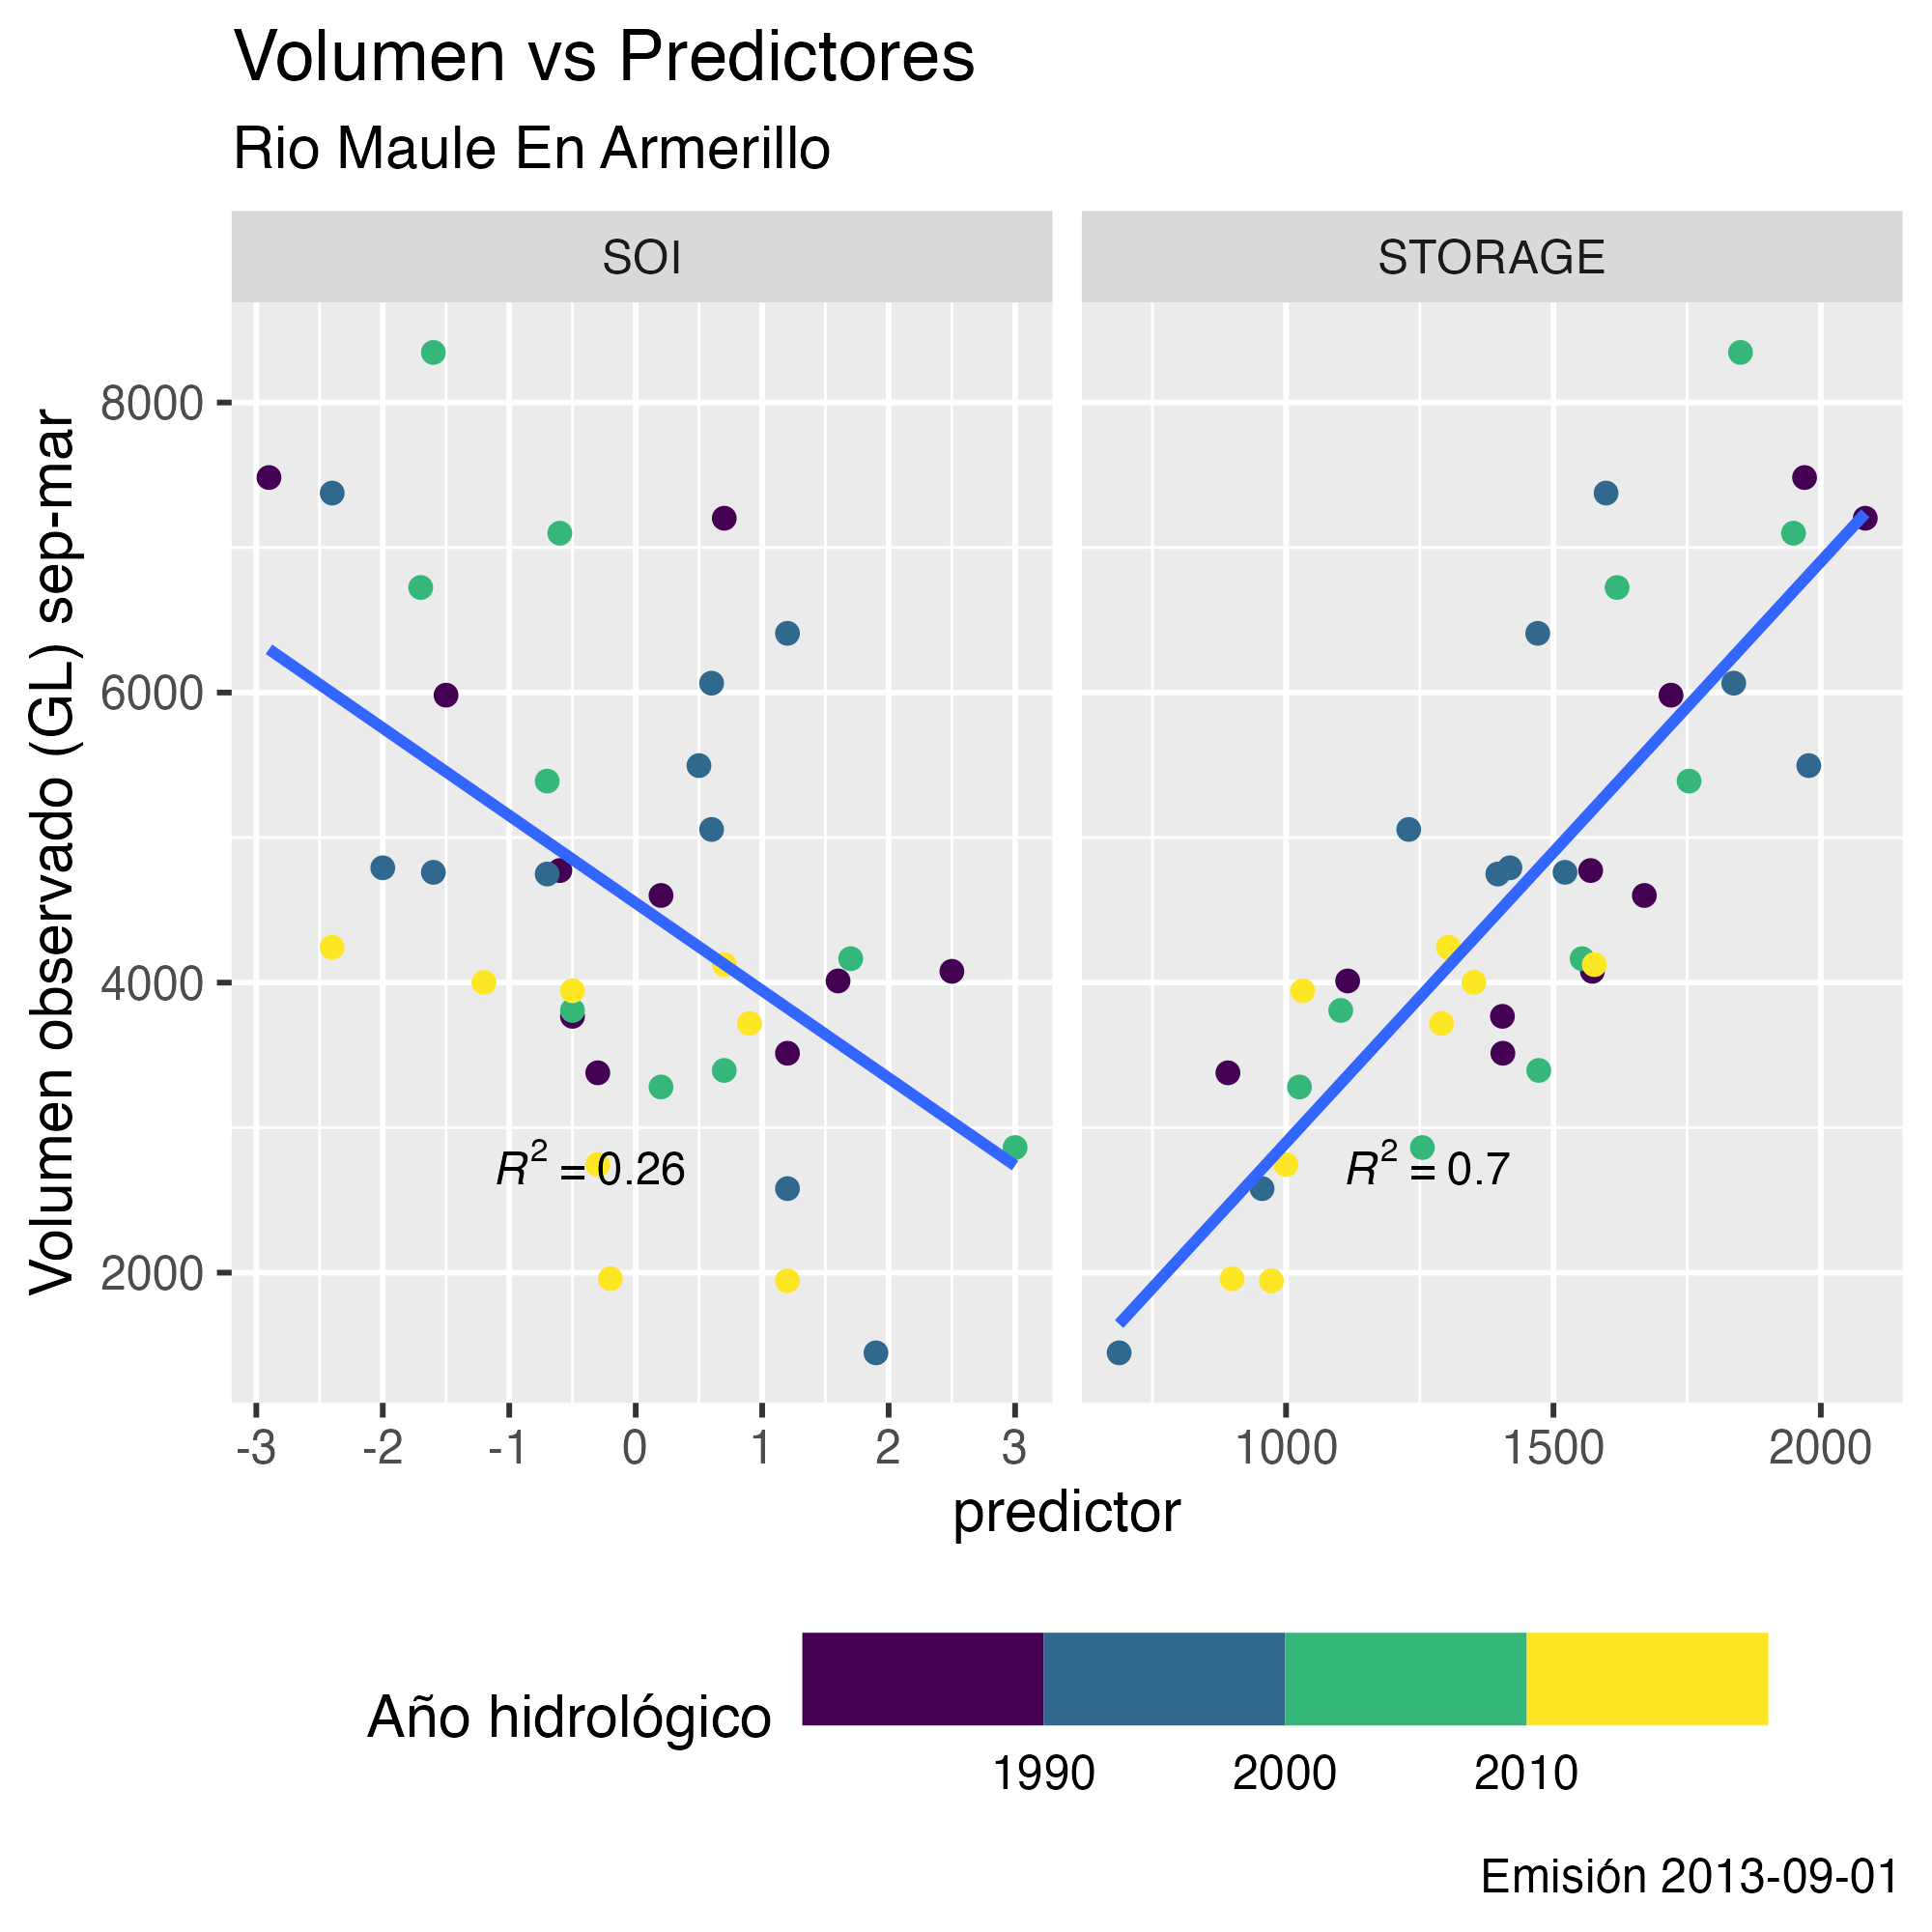 Volumen vs Predictores
Rio Maule En Armerillo
SOI
STORAGE
Volumen observado (GL) sep-mar
8000
6000
4000
2000
R² = 0.26
R² = 0.7
-3 -2 -1 0 1 2 3
1000 1500 2000
predictor
Año hidrológico
1990 2000 2010
Emisión 2013-09-01